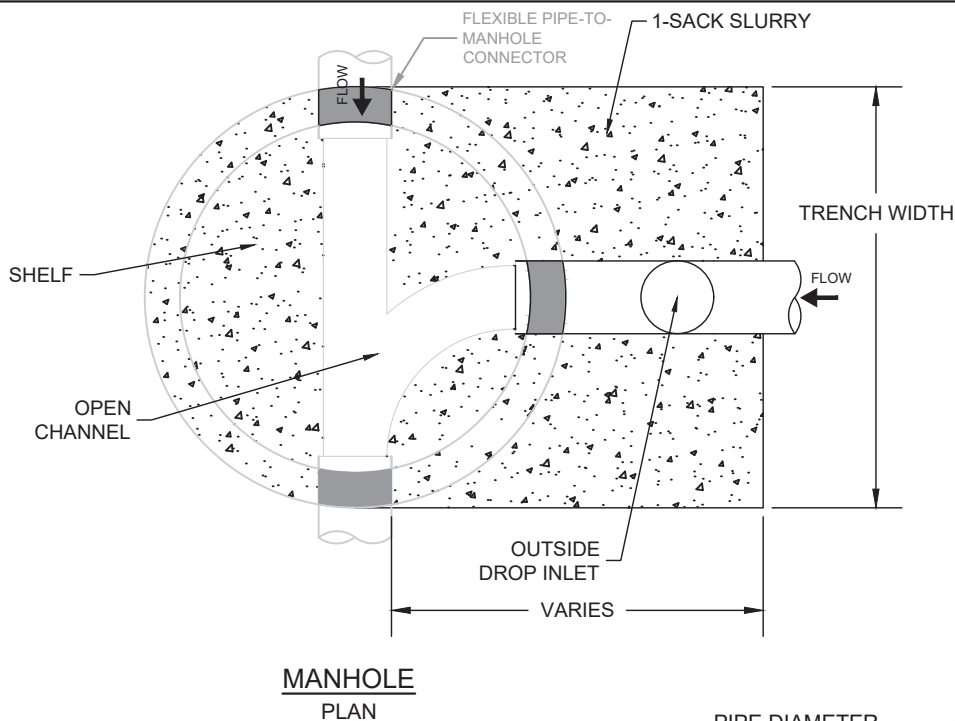 FLEXIBLE PIPE-TO-
MANHOLE
CONNECTOR
1-SACK SLURRY
FLOW
TRENCH WIDTH
SHELF
FLOW
OPEN
CHANNEL
OUTSIDE
DROP INLET
VARIES
MANHOLE
PLAN
PIPE DIAMETER